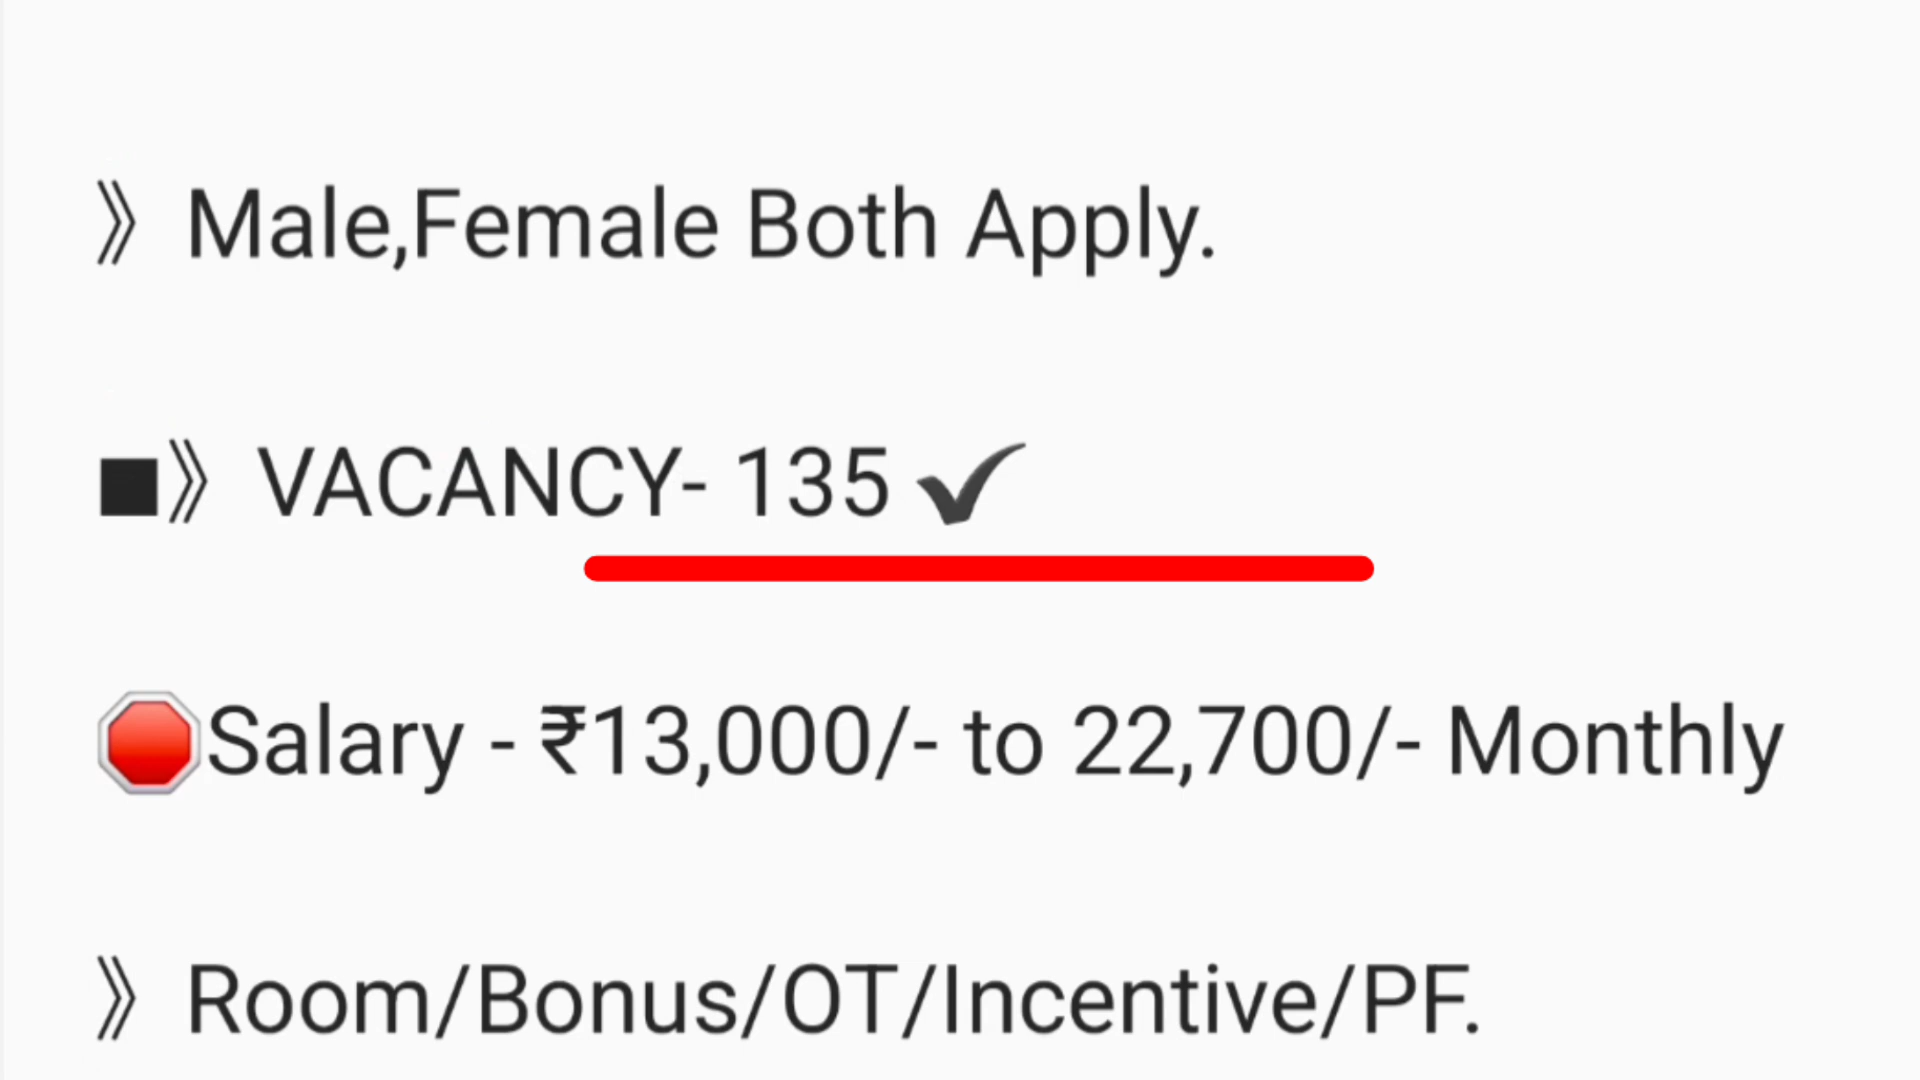 》Male,Female Both Apply.
■》VACANCY- 135 ✔
🛑Salary - ₹13,000/- to 22,700/- Monthly
》Room/Bonus/OT/Incentive/PF.